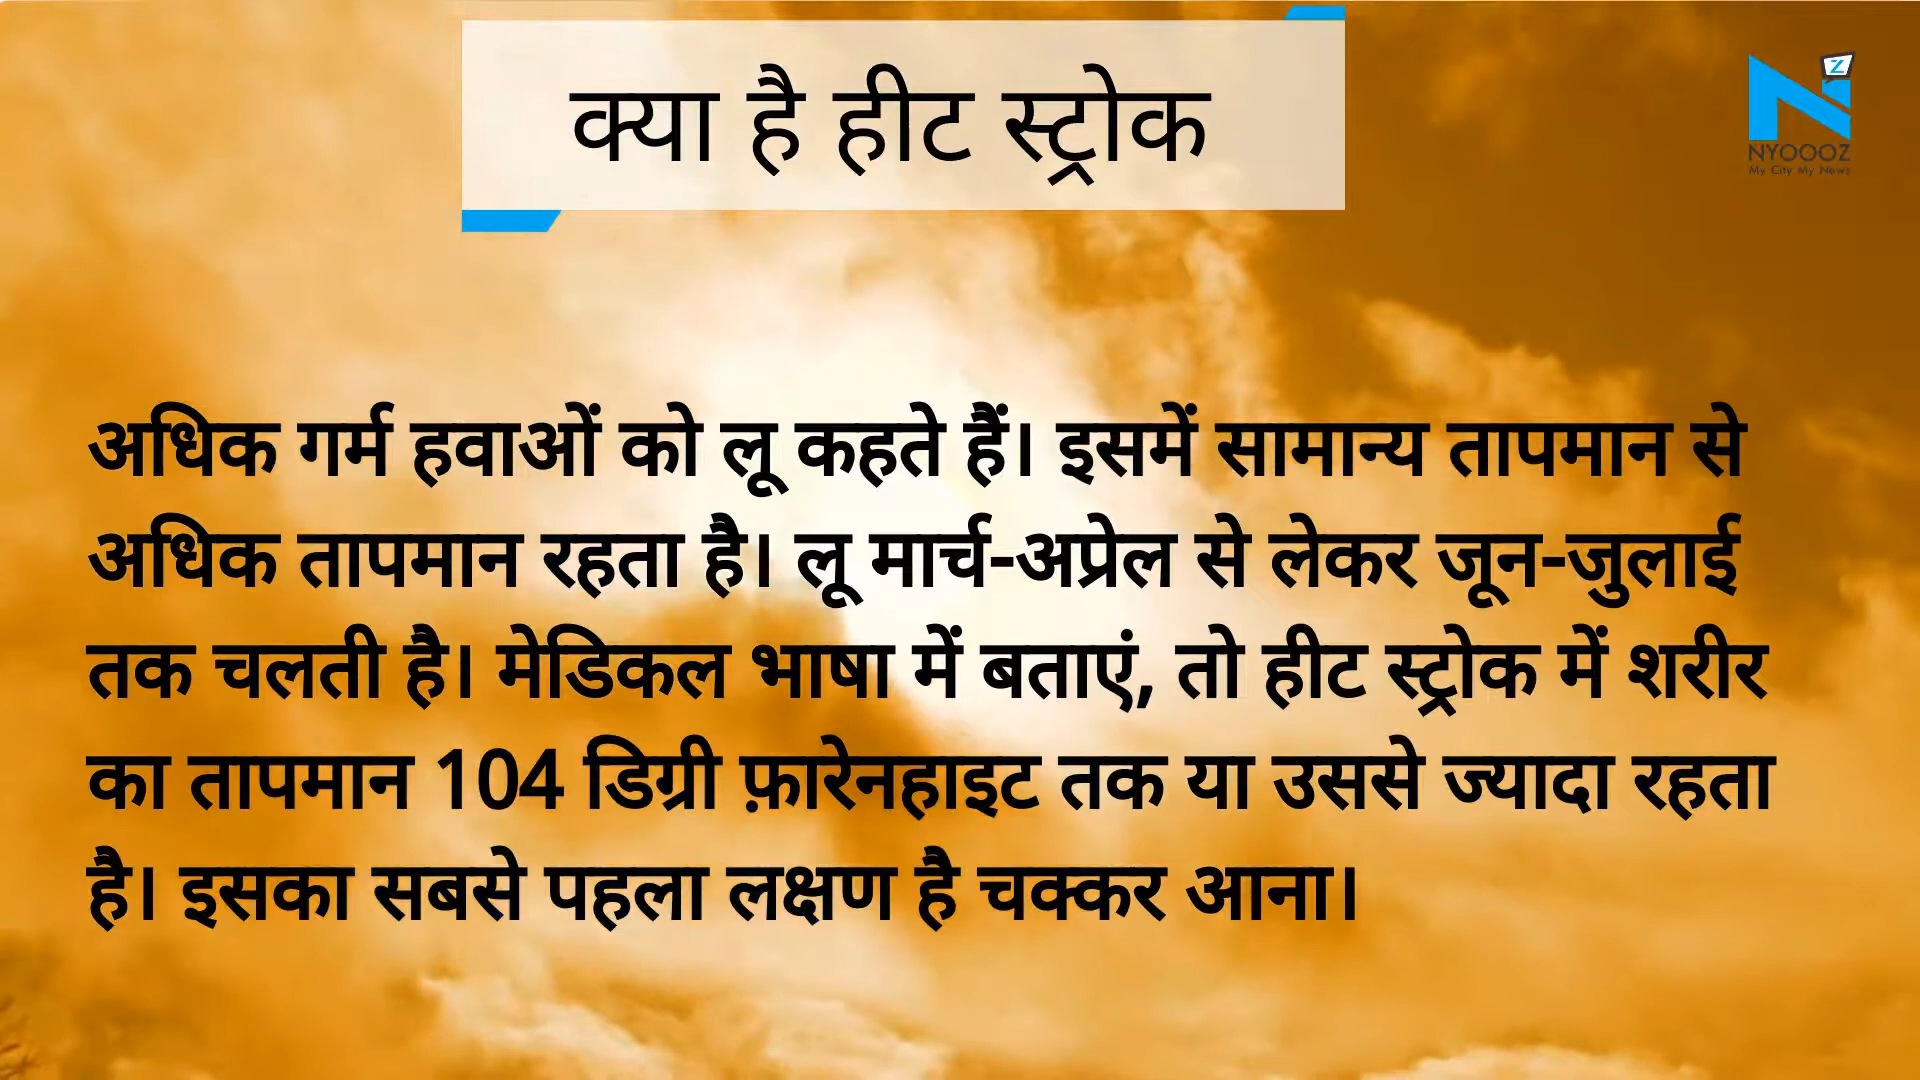 क्या है हीट स्ट्रोक
Z
NYOOOZ
My City My News
अधिक गर्म हवाओं को लू कहते हैं। इसमें सामान्य तापमान से
अधिक तापमान रहता है। लू मार्च-अप्रेल से लेकर जून-जुलाई
तक चलती है। मेडिकल भाषा में बताएं, तो हीट स्ट्रोक में शरीर
का तापमान 104 डिग्री फ़ारेनहाइट तक या उससे ज्यादा रहता
है। इसका सबसे पहला लक्षण है चक्कर आना।